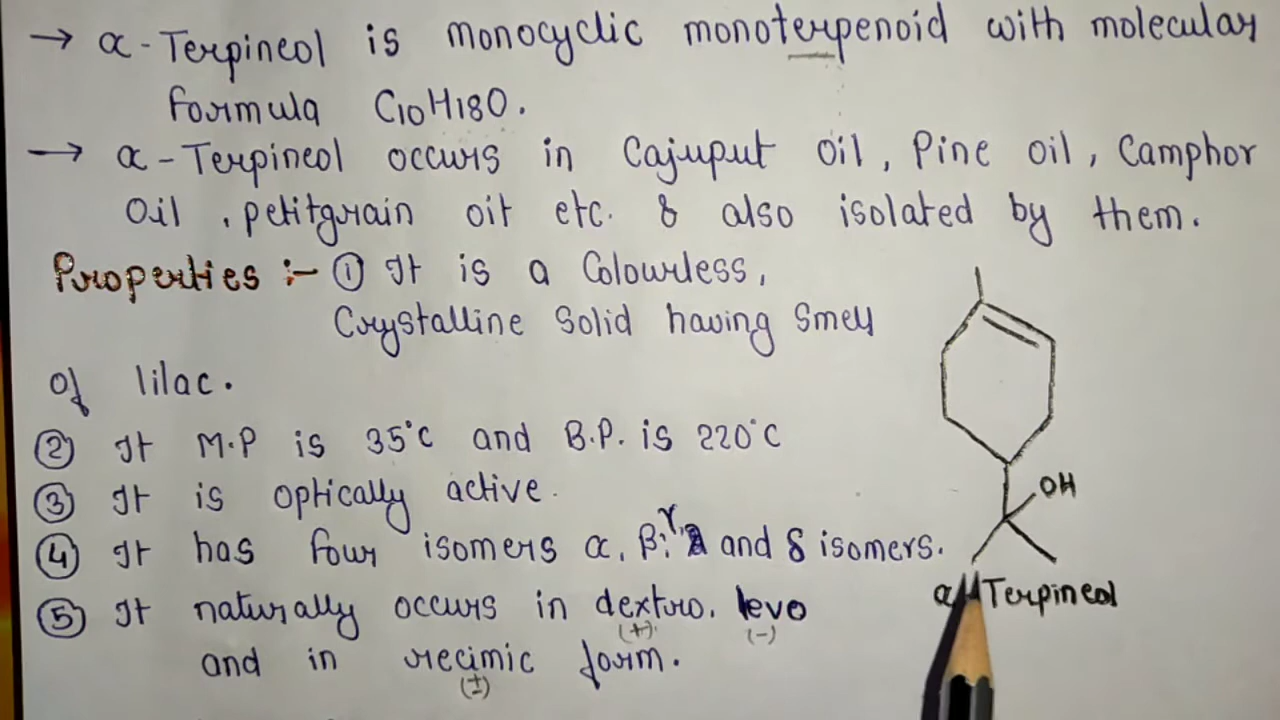 → α-Terpineol is monocyclic monoterpenoid with molecular
formula C10H18O.
→ α-Terpineol occurs in Cajuput oil, Pine oil, Camphor
Oil, petitgrain oil etc. & also isolated by them.
Properties :- ① It is a Colourless,
Crystalline Solid having Smell
of lilac.
② It M.P is 35°C and B.P. is 220°C
③ It is optically active.
④ It has four isomers α, β, γ and δ isomers.
⑤ It naturally occurs in dextro, levo
(+) (-)
and in recimic form.
(±)
OH
α-Terpineol